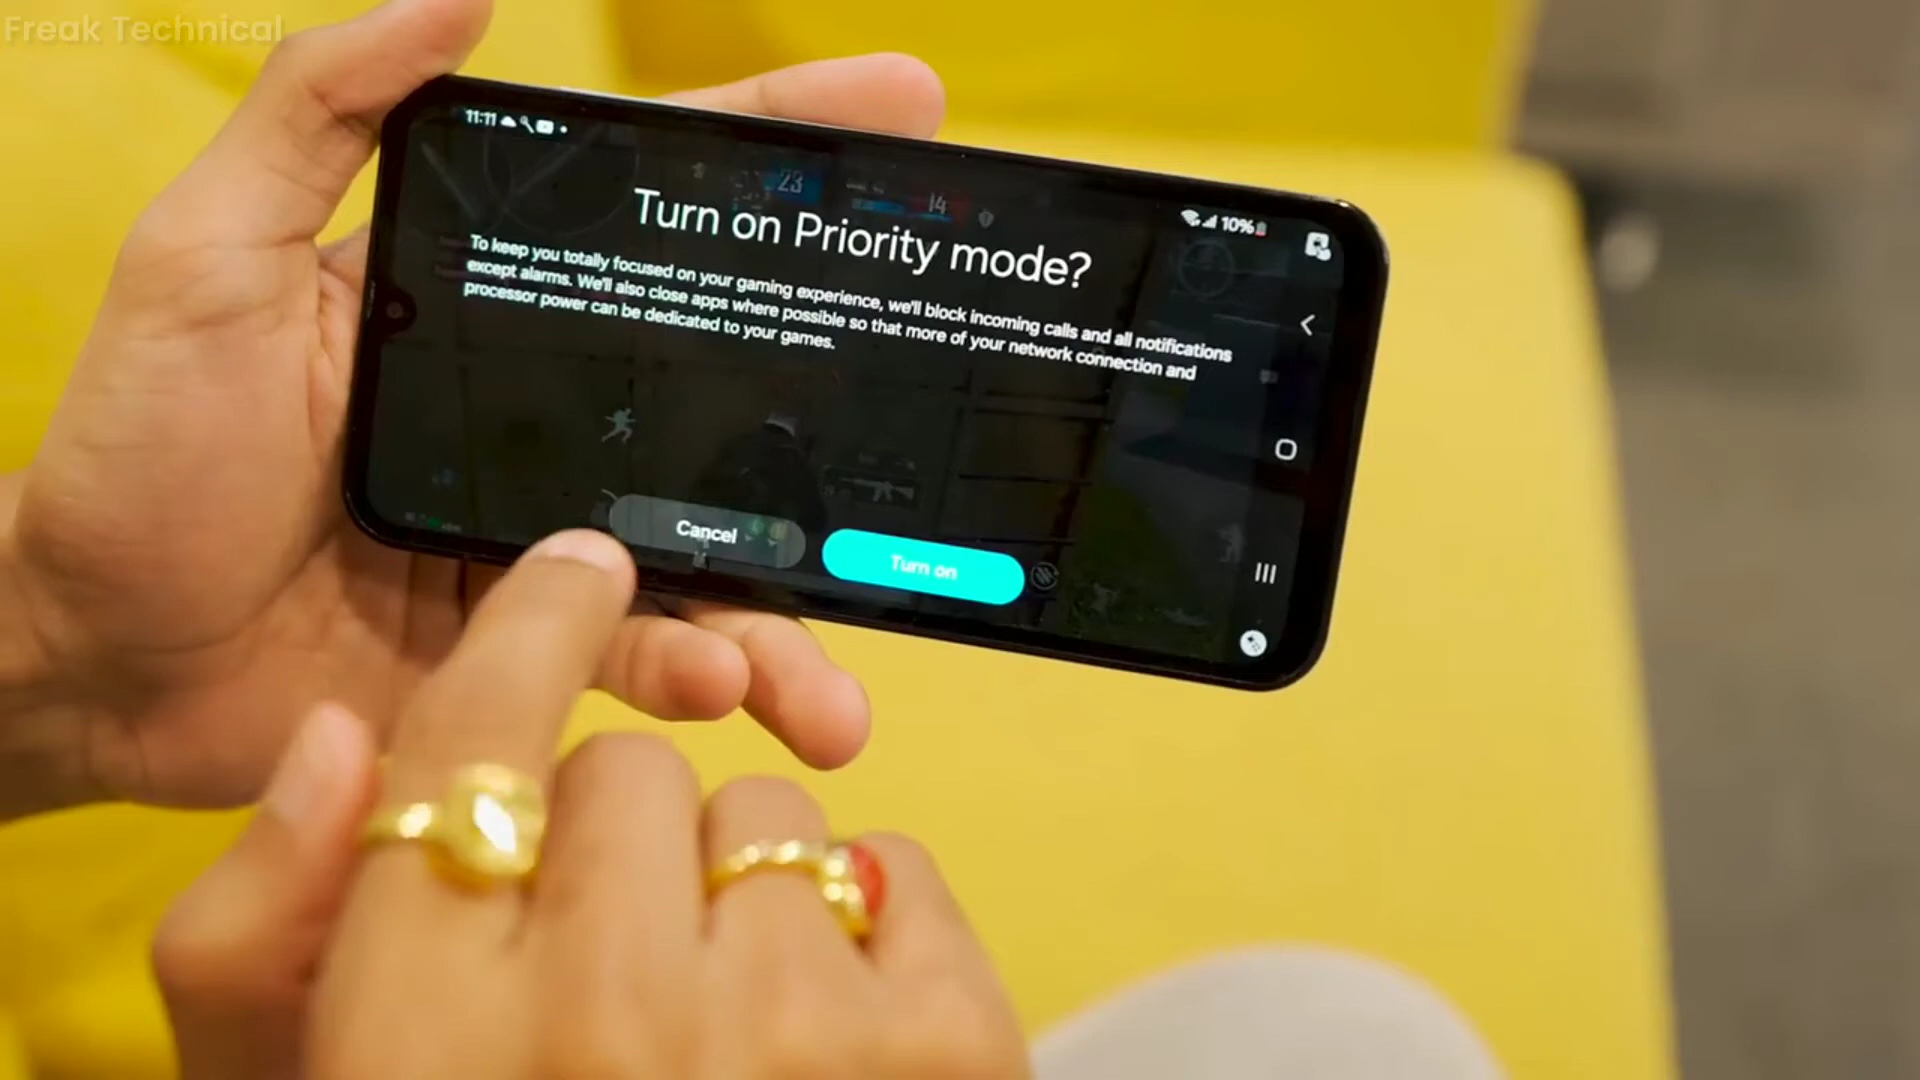 Freak Technical
11:11
10%
23
14
Turn on Priority mode?
To keep you totally focused on your gaming experience, we'll block incoming calls and all notifications
except alarms. We'll also close apps where possible so that more of your network connection and
processor power can be dedicated to your games.
Cancel
Turn on